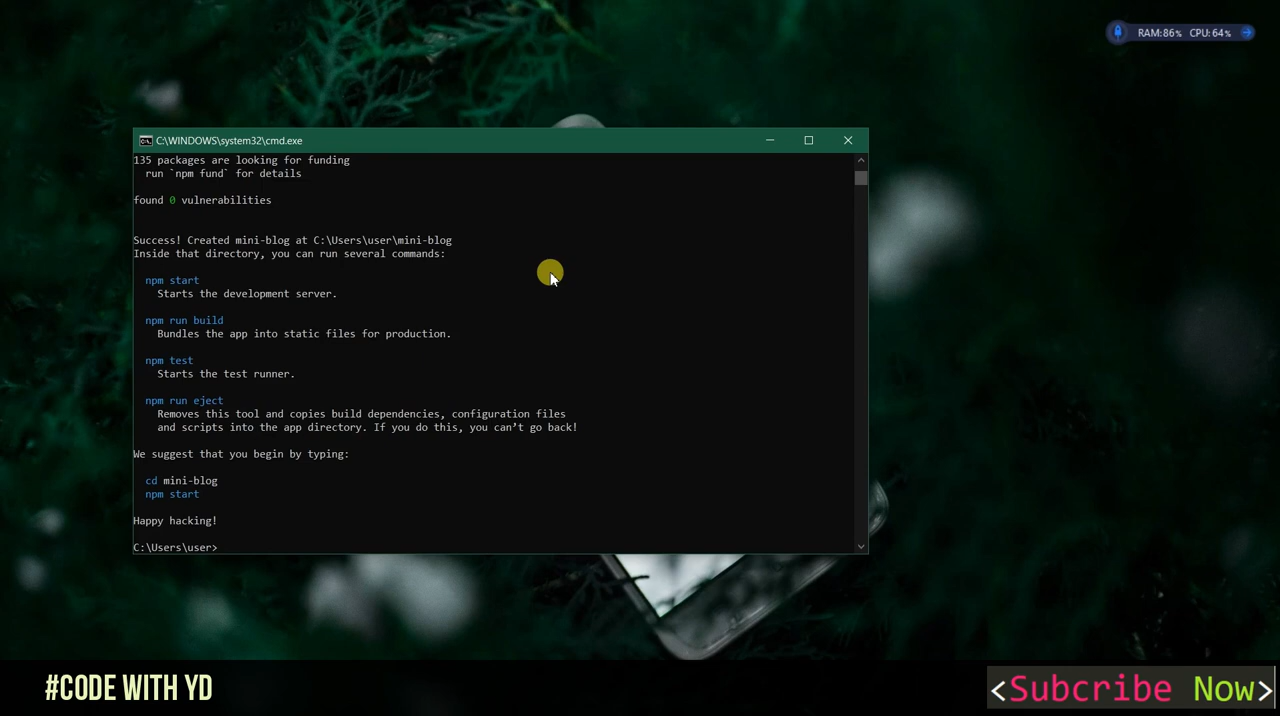 RAM:86% CPU:64%
C:\WINDOWS\system32\cmd.exe
135 packages are looking for funding
run `npm fund` for details
found 0 vulnerabilities
Success! Created mini-blog at C:\Users\user\mini-blog
Inside that directory, you can run several commands:
npm start
Starts the development server.
npm run build
Bundles the app into static files for production.
npm test
Starts the test runner.
npm run eject
Removes this tool and copies build dependencies, configuration files
and scripts into the app directory. If you do this, you can’t go back!
We suggest that you begin by typing:
cd mini-blog
npm start
Happy hacking!
C:\Users\user>
#CODE WITH YD
<Subcribe Now>